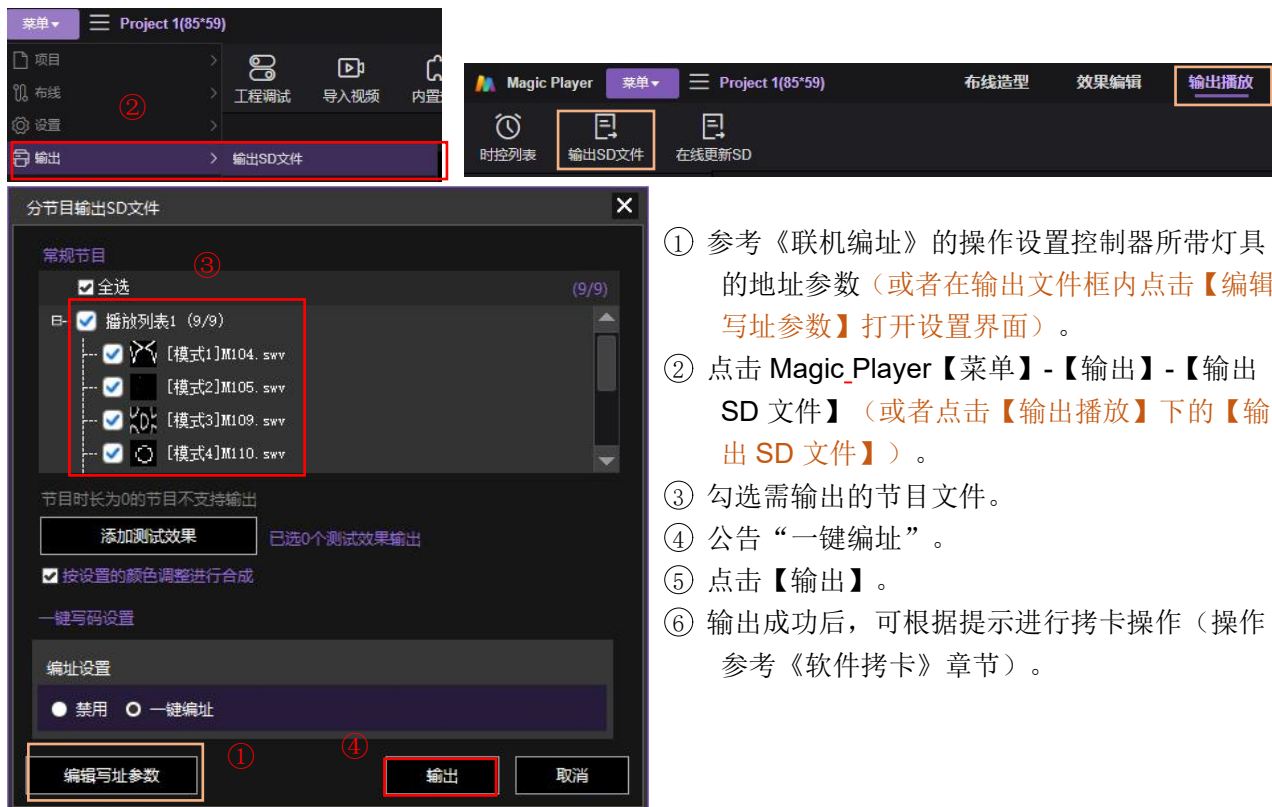 菜单
Project 1(85*59)
项目
布线
设置
输出
输出SD文件
②
工程调试
导入视频
内置
Magic Player
菜单
Project 1(85*59)
布线造型
效果编辑
输出播放
时控列表
输出SD文件
在线更新SD
分节目输出SD文件
常规节目
③
全选
(9/9)
播放列表1 (9/9)
[模式1]M104.swv
[模式2]M105.swv
[模式3]M109.swv
[模式4]M110.swv
节目时长为0的节目不支持输出
添加测试效果
已选0个测试效果输出
按设置的颜色调整进行合成
一键写码设置
编址设置
禁用
一键编址
编辑写址参数
①
④
输出
取消
① 参考《联机编址》的操作设置控制器所带灯具
的地址参数（或者在输出文件框内点击【编辑
写址参数】打开设置界面）。
② 点击 Magic Player【菜单】-【输出】-【输出
SD 文件】（或者点击【输出播放】下的【输
出 SD 文件】）。
③ 勾选需输出的节目文件。
④ 公告“一键编址”。
⑤ 点击【输出】。
⑥ 输出成功后，可根据提示进行拷卡操作（操作
参考《软件拷卡》章节）。